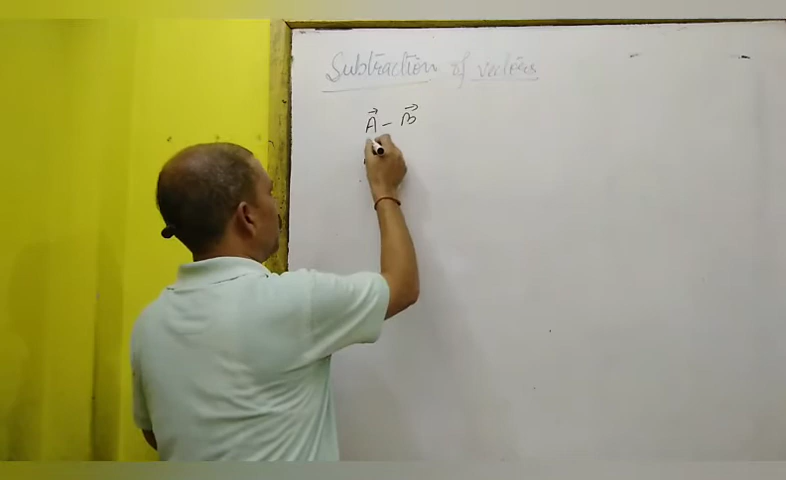 Subtraction of vectors
A⃗ – B⃗